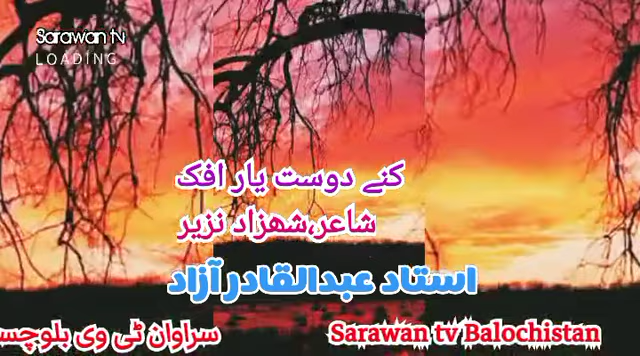 Sarawan tv
LOADING
کنے دوست یار افک
شاعر،شهزاد نزیر
استاد عبدالقادر آزاد
سراوان ٹی وی بلوچس
Sarawan tv Balochistan